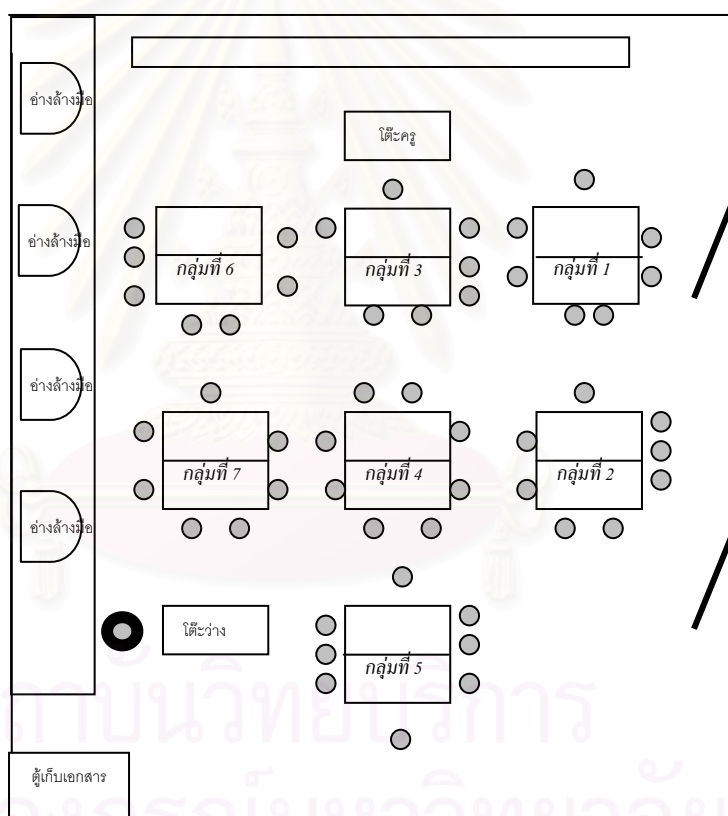 อ่างล้างมือ
โต๊ะครู
อ่างล้างมือ
กลุ่มที่ 6
กลุ่มที่ 3
กลุ่มที่ 1
อ่างล้างมือ
กลุ่มที่ 7
กลุ่มที่ 4
กลุ่มที่ 2
อ่างล้างมือ
โต๊ะว่าง
กลุ่มที่ 5
ตู้เก็บเอกสาร